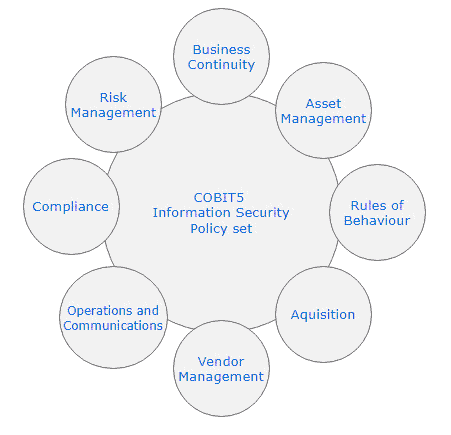 Business
Continuity
Asset
Management
Rules of
Behaviour
Aquisition
Vendor
Management
Operations and
Communications
Compliance
Risk
Management
COBIT5
Information Security
Policy set